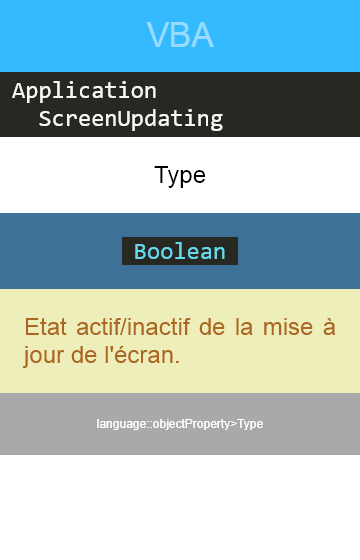 VBA
Application
ScreenUpdating
Type
Boolean
Etat actif/inactif de la mise à
jour de l'écran.
language::objectProperty>Type